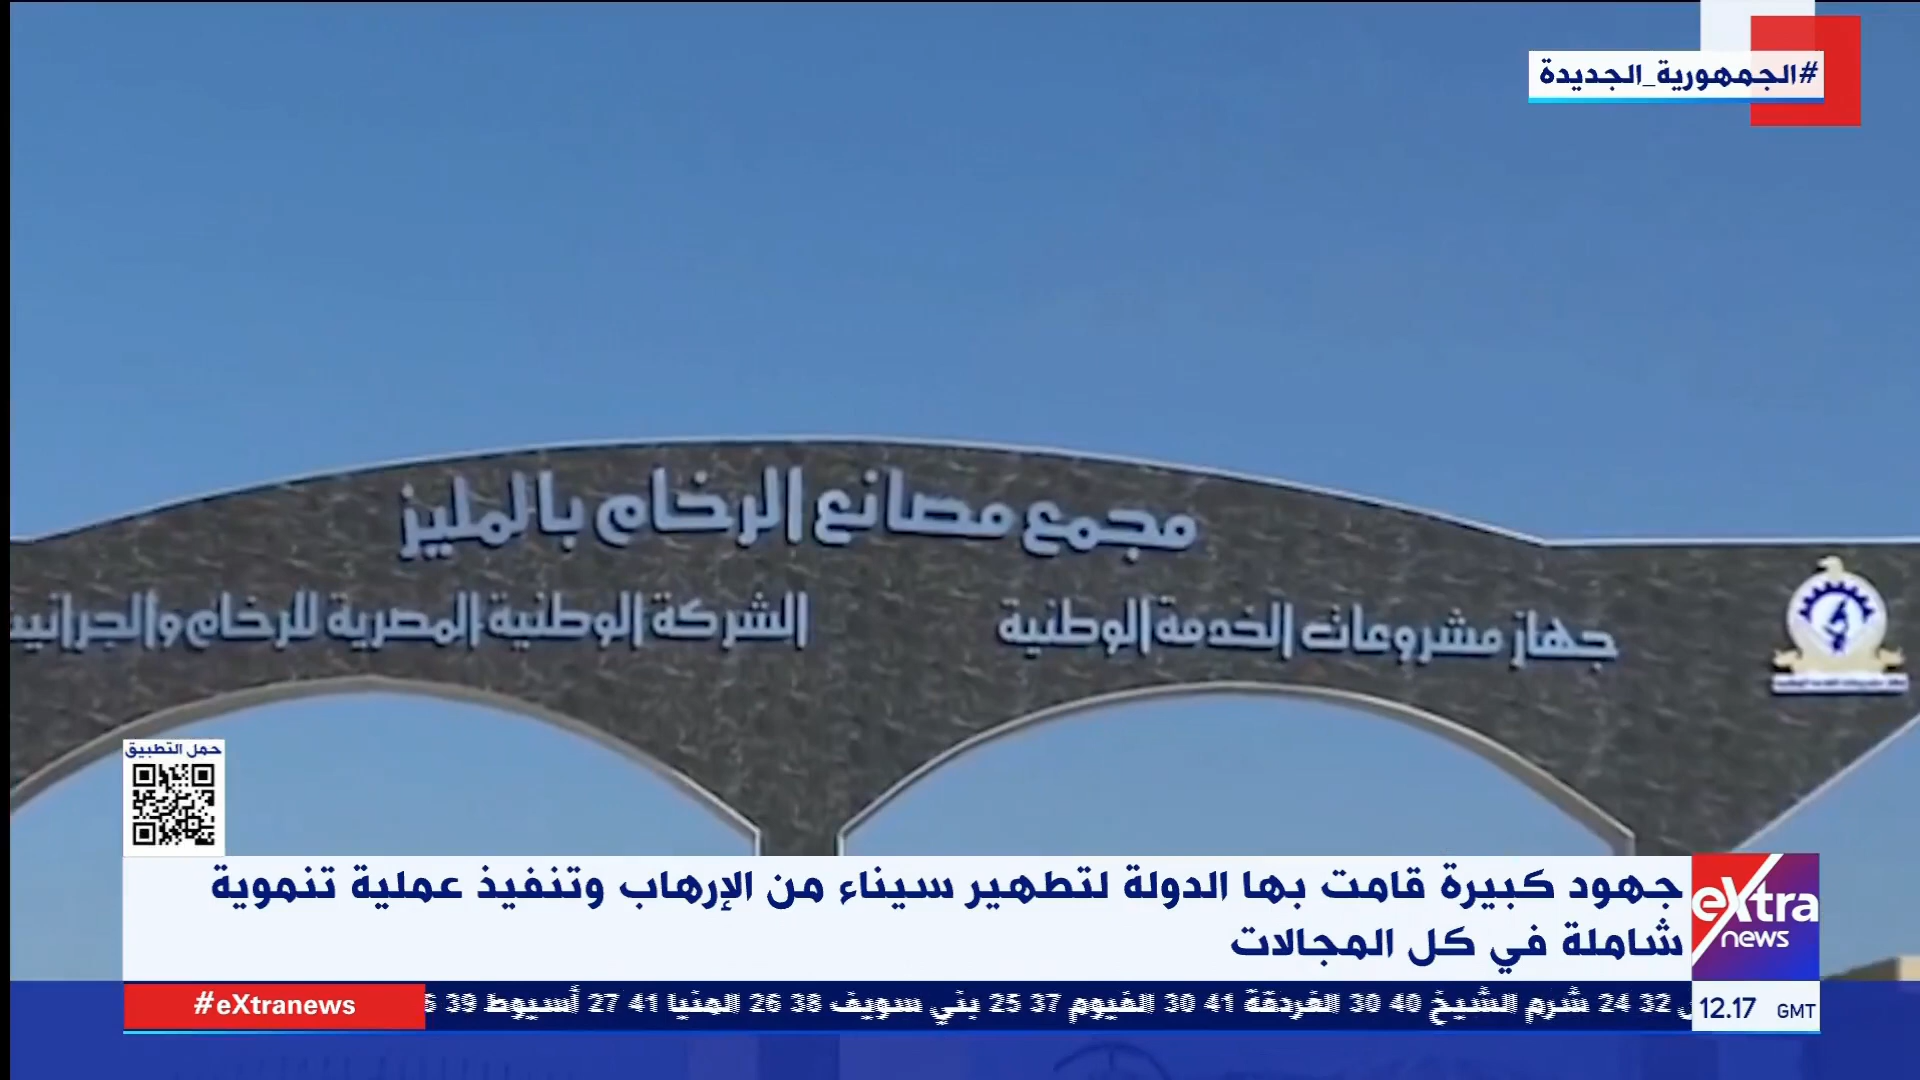 #الجمهورية_الجديدة
مجمع مصانع الرخام بالمليز
جهاز مشروعات الخدمة الوطنية
الشركة الوطنية المصرية للرخام والجراني
حمل التطبيق
جهود كبيرة قامت بها الدولة لتطهير سيناء من الإرهاب وتنفيذ عملية تنموية
شاملة في كل المجالات
eXtra
news
32 24 شرم الشيخ 40 30 الغردقة 41 30 الفيوم 37 25 بني سويف 38 26 المنيا 41 27 أسيوط 39
#eXtranews
12.17 GMT